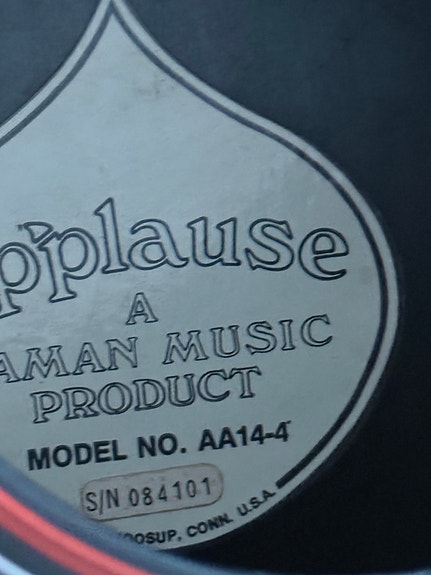 pplause
A
AMAN MUSIC
PRODUCT
MODEL NO. AA14-4
S/N 084101
OOSUP, CONN. U.S.A.